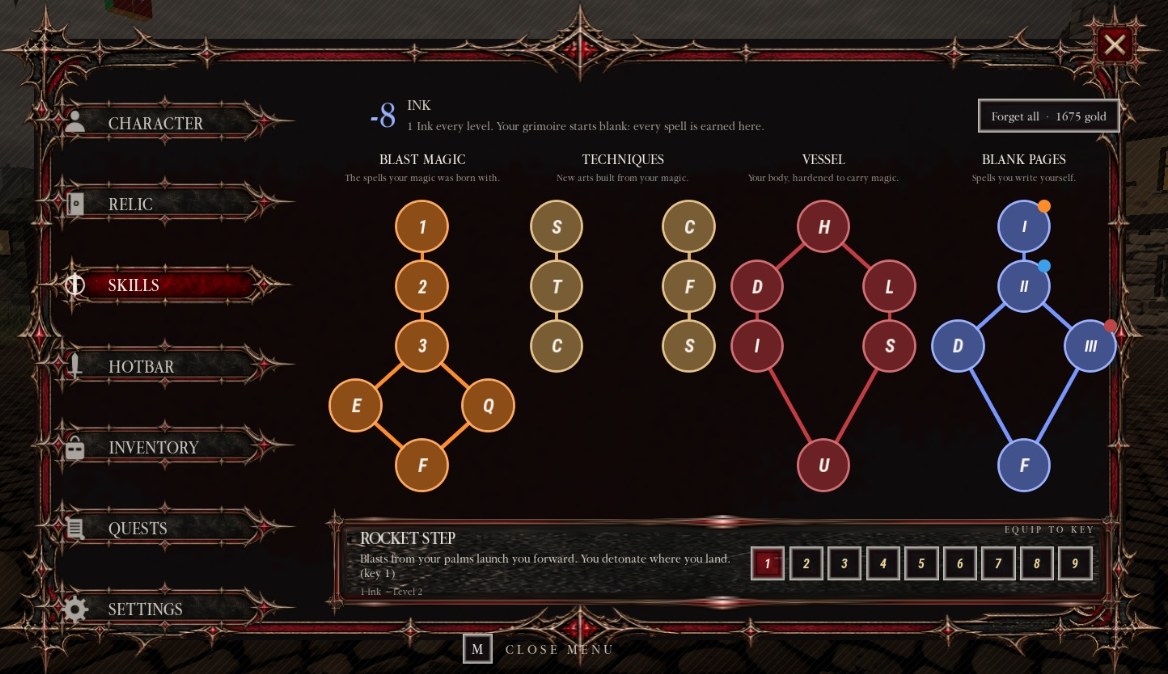 CHARACTER
RELIC
SKILLS
HOTBAR
INVENTORY
QUESTS
SETTINGS
-8
INK
1 Ink every level. Your grimoire starts blank: every spell is earned here.
Forget all · 1675 gold
BLAST MAGIC
The spells your magic was born with.
1
2
3
E
Q
F
TECHNIQUES
New arts built from your magic.
S
C
T
F
C
S
VESSEL
Your body, hardened to carry magic.
H
D
L
I
S
U
BLANK PAGES
Spells you write yourself.
I
II
D
III
F
ROCKET STEP
Blasts from your palms launch you forward. You detonate where you land.
(key 1)
1 Ink – Level 2
EQUIP TO KEY
1 2 3 4 5 6 7 8 9
M CLOSE MENU